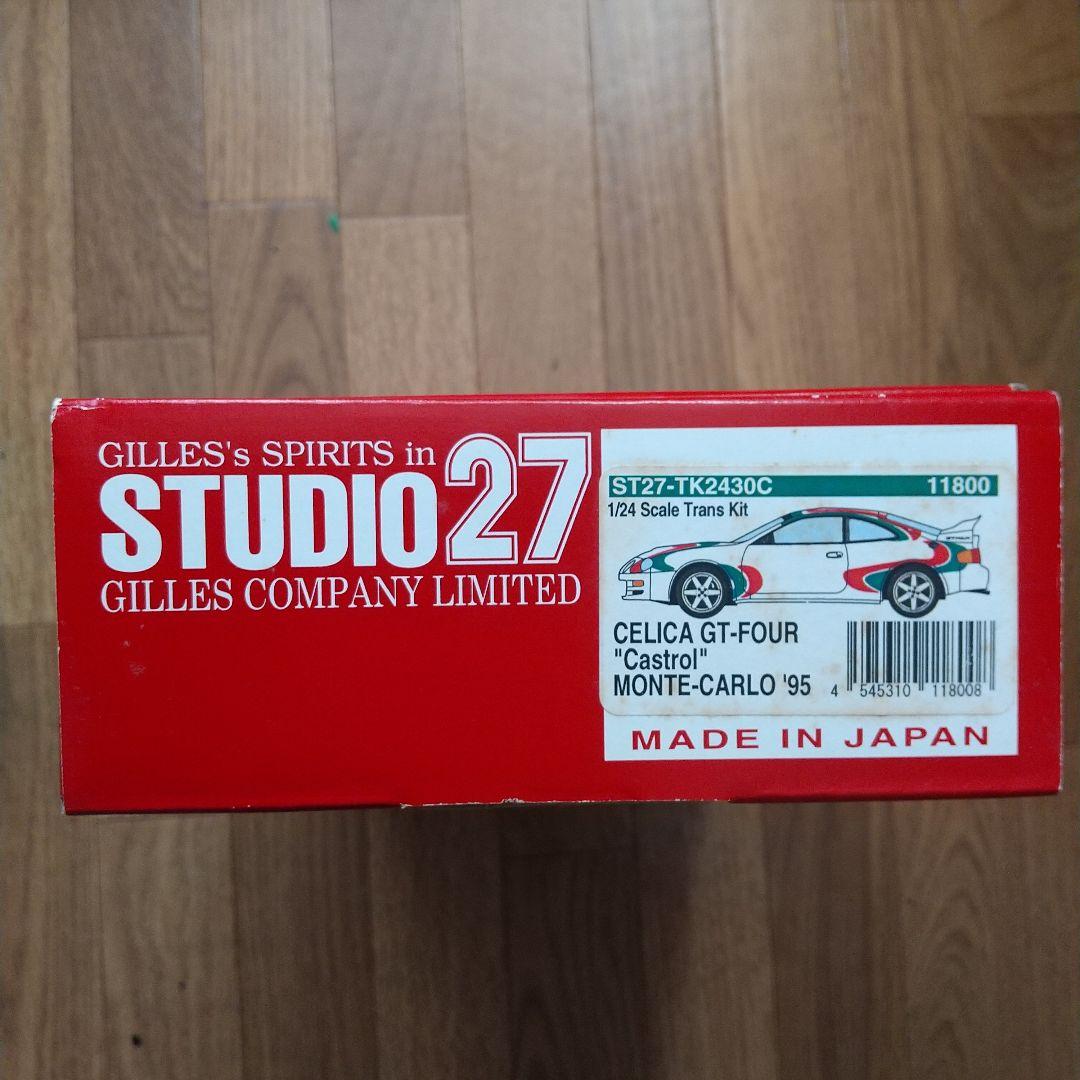 GILLES's SPIRITS in
STUDIO27
GILLES COMPANY LIMITED
ST27-TK2430C 11800
1/24 Scale Trans Kit
CELICA GT-FOUR
"Castrol"
MONTE-CARLO '95
4 545310 118008
MADE IN JAPAN